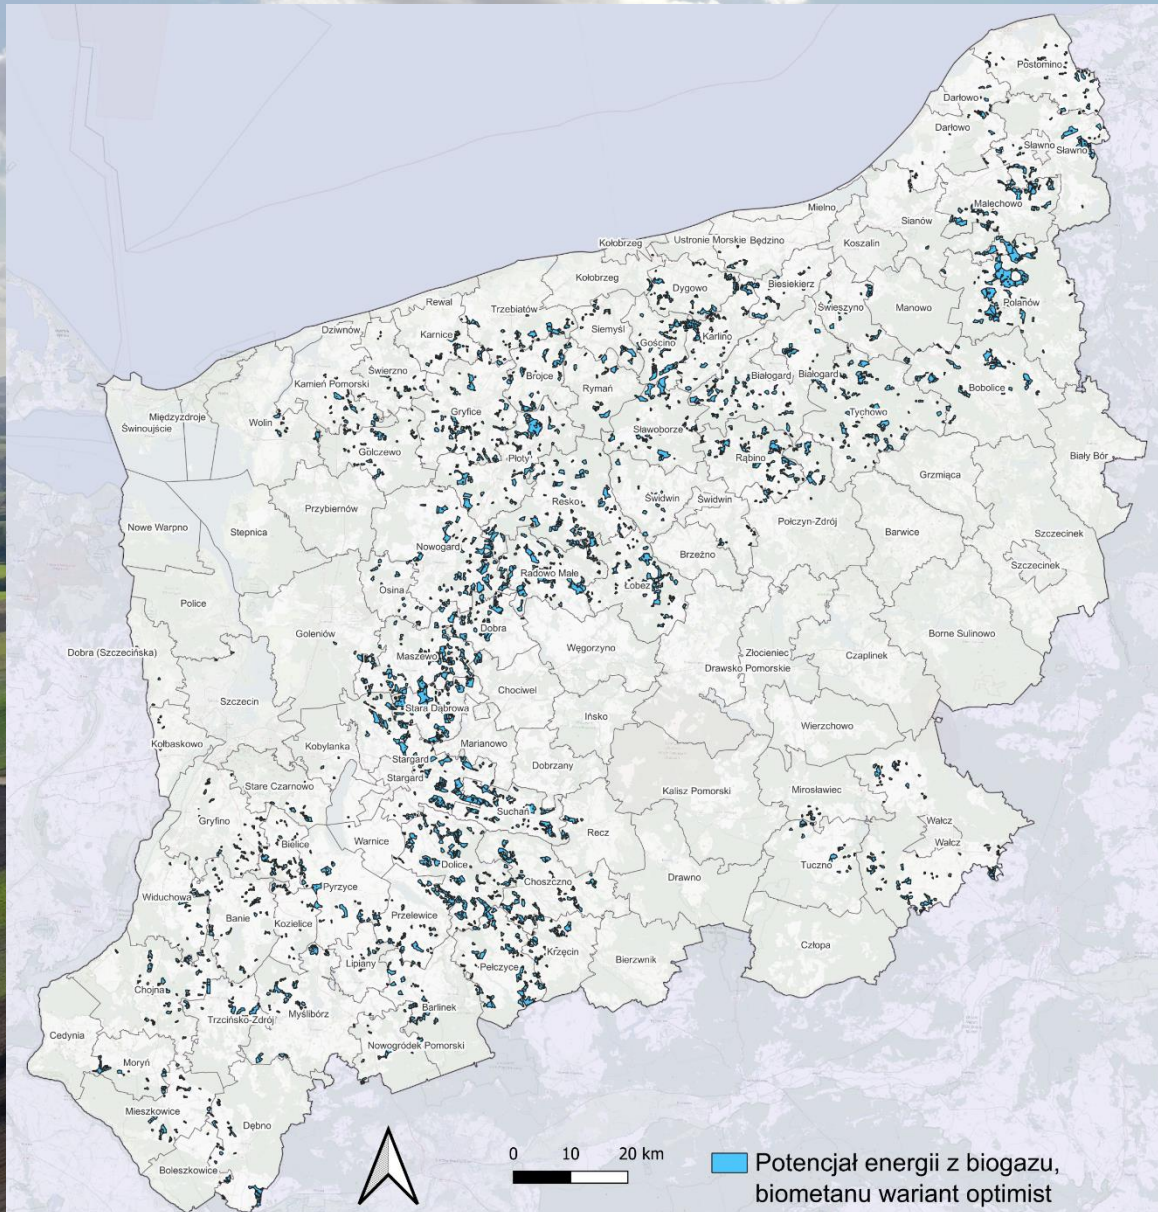 Postomino
Darłowo
Darłowo
Sławno
Sławno
Malechowo
Mielno
Sianów
Kołobrzeg
Ustronie Morskie
Będzino
Koszalin
Kołobrzeg
Dygowo
Biesiekierz
Świeszyno
Manowo
Polanów
Rewal
Trzebiatów
Dziwnów
Karnice
Siemyśl
Gościno
Karlino
Świerzno
Kamień Pomorski
Brojce
Rymań
Białogard
Białogard
Bobolice
Międzyzdroje
Świnoujście
Wolin
Gryfice
Sławoborze
Tychowo
Golczewo
Płoty
Rąbino
Biały Bór
Grzmiąca
Przybiernów
Resko
Świdwin
Świdwin
Połczyn-Zdrój
Barwice
Szczecinek
Nowe Warpno
Stepnica
Nowogard
Brzeżno
Szczecinek
Radowo Małe
Łobez
Osina
Police
Goleniów
Dobra
Borne Sulinowo
Dobra (Szczecińska)
Maszewo
Węgorzyno
Złocieniec
Czaplinek
Drawsko Pomorskie
Chociwel
Szczecin
Stara Dąbrowa
Ińsko
Wierzchowo
Kołbaskowo
Kobylanka
Marianowo
Stargard
Dobrzany
Stargard
Stare Czarnowo
Kalisz Pomorski
Mirosławiec
Suchań
Gryfino
Recz
Wałcz
Bielice
Warnice
Wałcz
Dolice
Tuczno
Choszczno
Drawno
Widuchowa
Pyrzyce
Banie
Kozielice
Przelewice
Krzęcin
Człopa
Lipiany
Pełczyce
Bierzwnik
Chojna
Barlinek
Trzcińsko-Zdrój
Myślibórz
Cedynia
Nowogródek Pomorski
Moryń
Mieszkowice
Dębno
Boleszkowice
0 10 20 km
Potencjał energii z biogazu,
biometanu wariant optimist